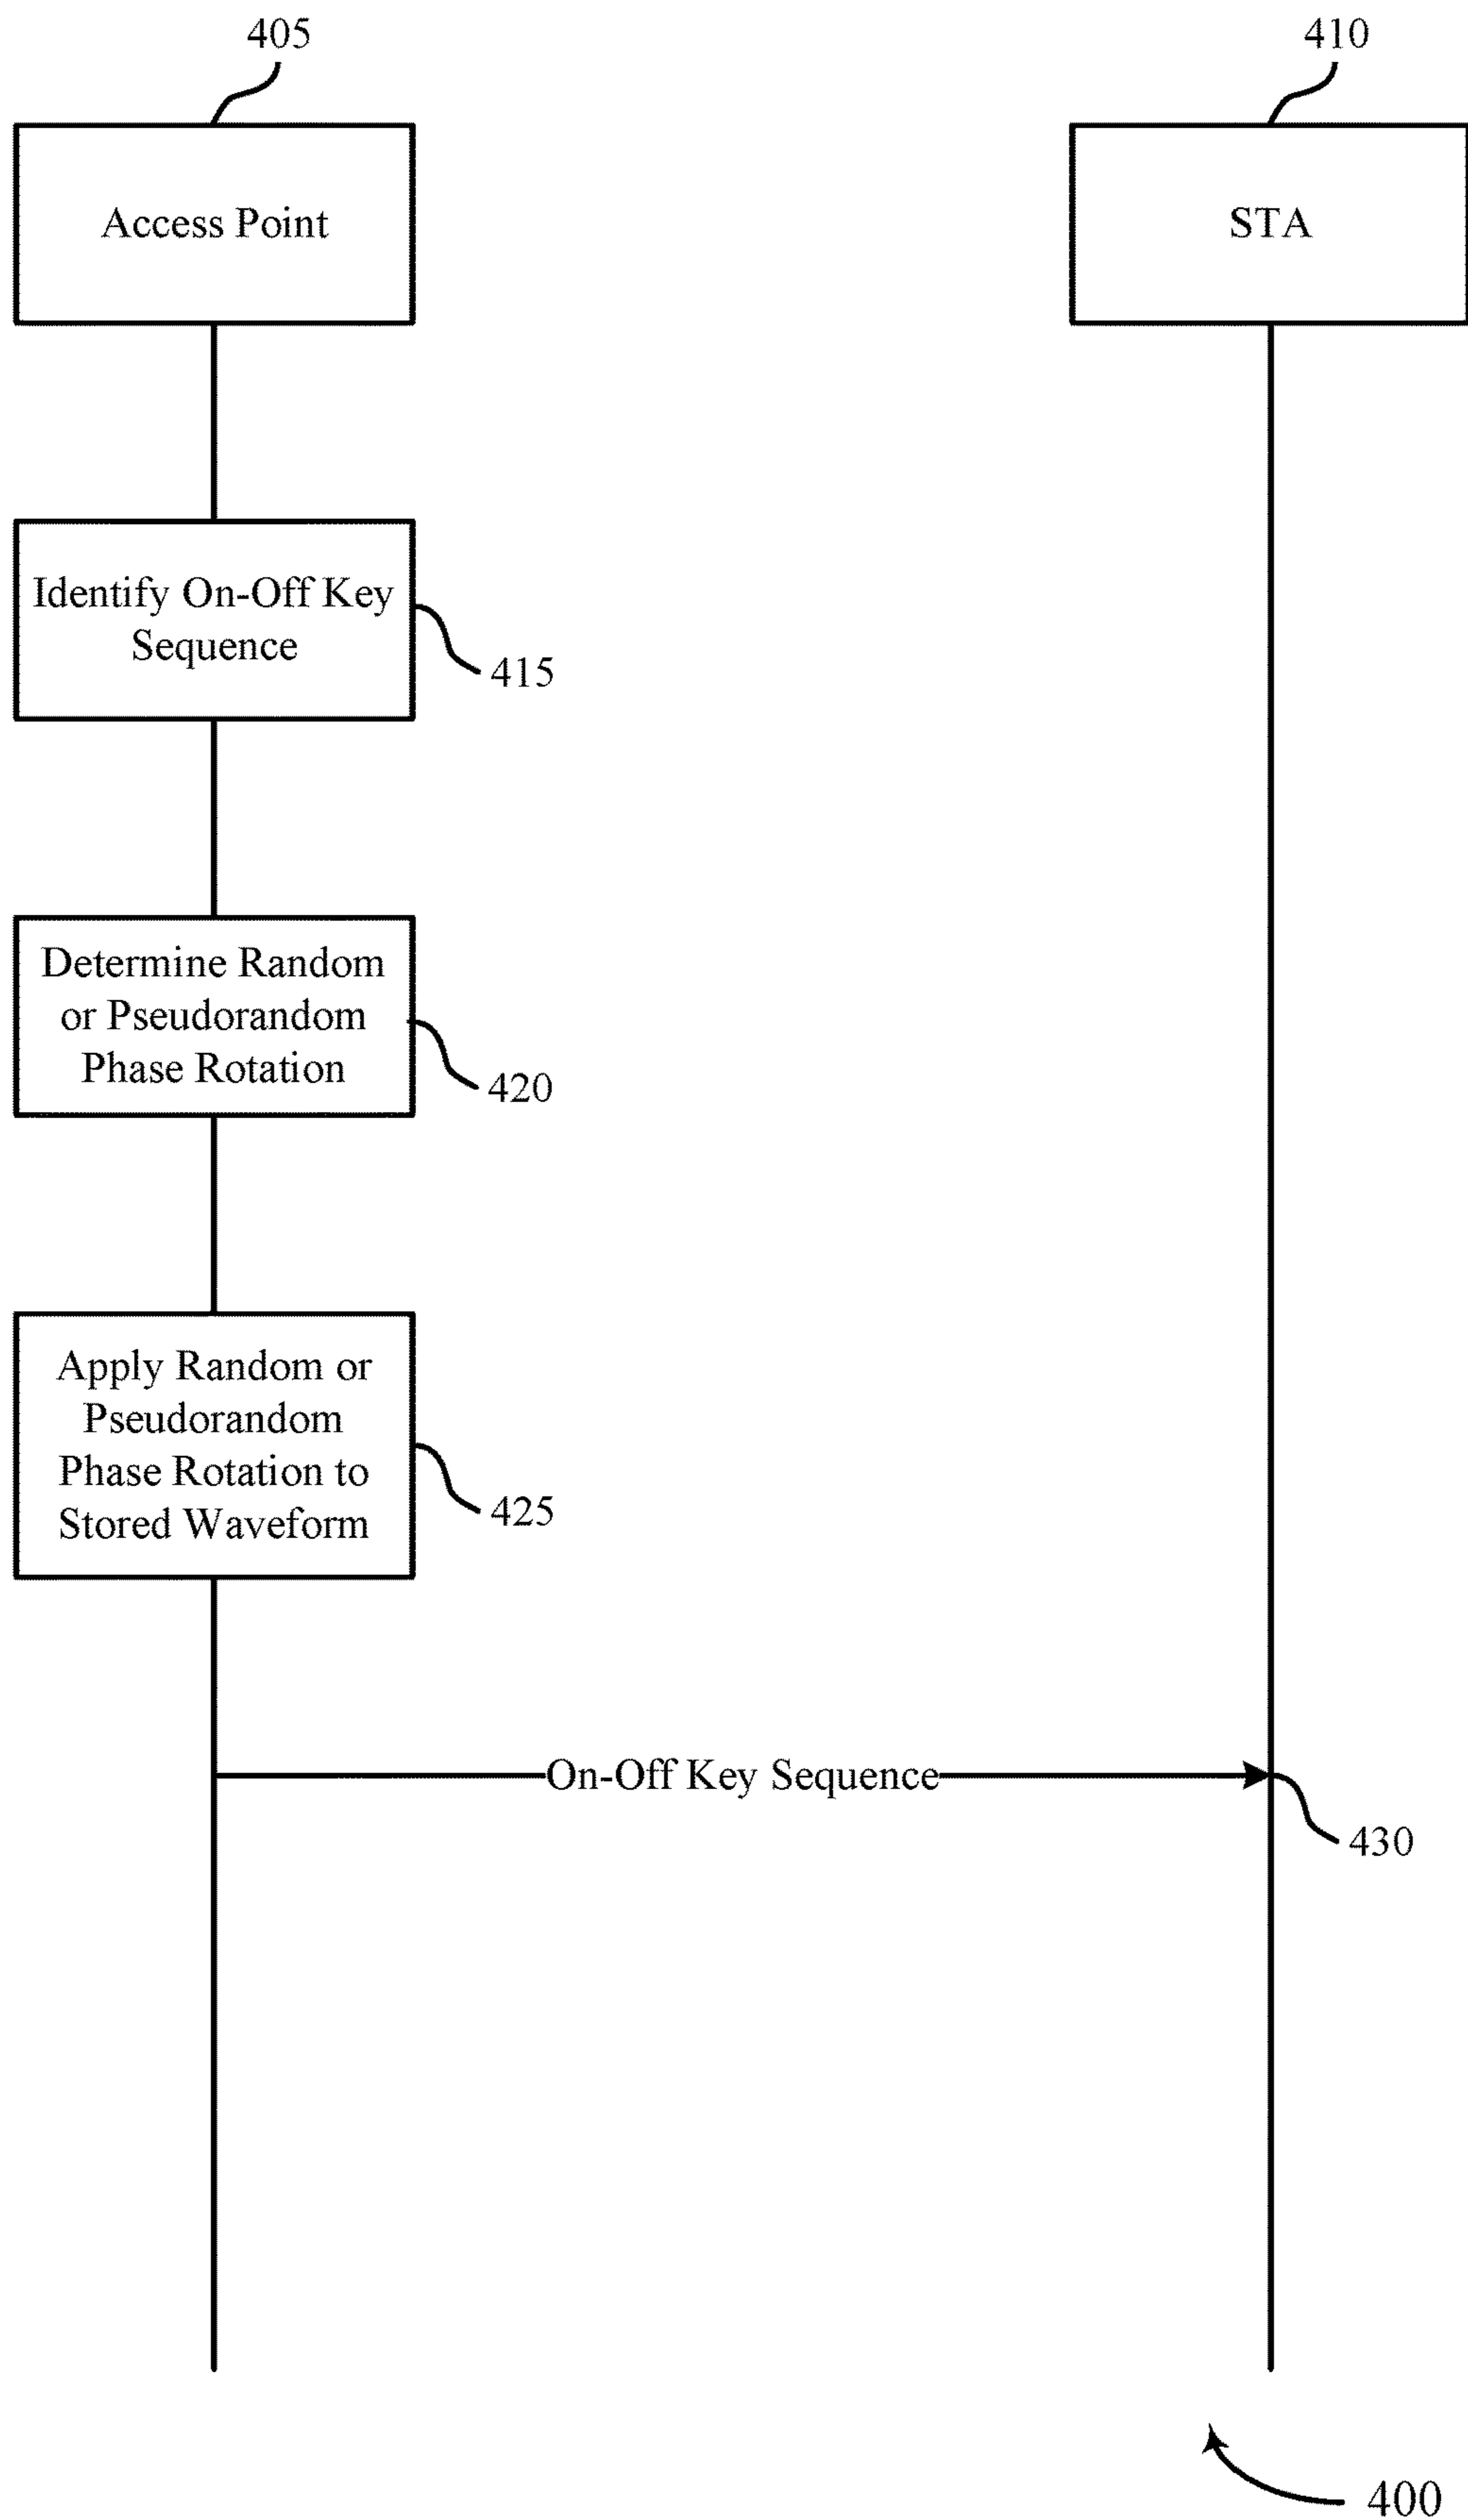 405
410
Access Point
STA
Identify On-Off Key
Sequence
415
Determine Random
or Pseudorandom
Phase Rotation
420
Apply Random or
Pseudorandom
Phase Rotation to
Stored Waveform
425
On-Off Key Sequence
430
400